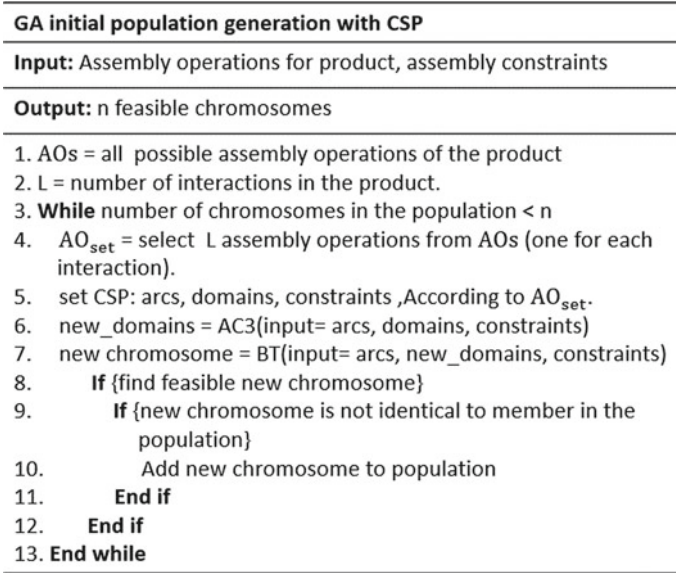 GA initial population generation with CSP
Input: Assembly operations for product, assembly constraints
Output: n feasible chromosomes
1. AOs = all possible assembly operations of the product
2. L = number of interactions in the product.
3. While number of chromosomes in the population < n
4. AOset = select L assembly operations from AOs (one for each
interaction).
5. set CSP: arcs, domains, constraints ,According to AOset.
6. new_domains = AC3(input= arcs, domains, constraints)
7. new chromosome = BT(input= arcs, new_domains, constraints)
8. If {find feasible new chromosome}
9. If {new chromosome is not identical to member in the
population}
10. Add new chromosome to population
11. End if
12. End if
13. End while